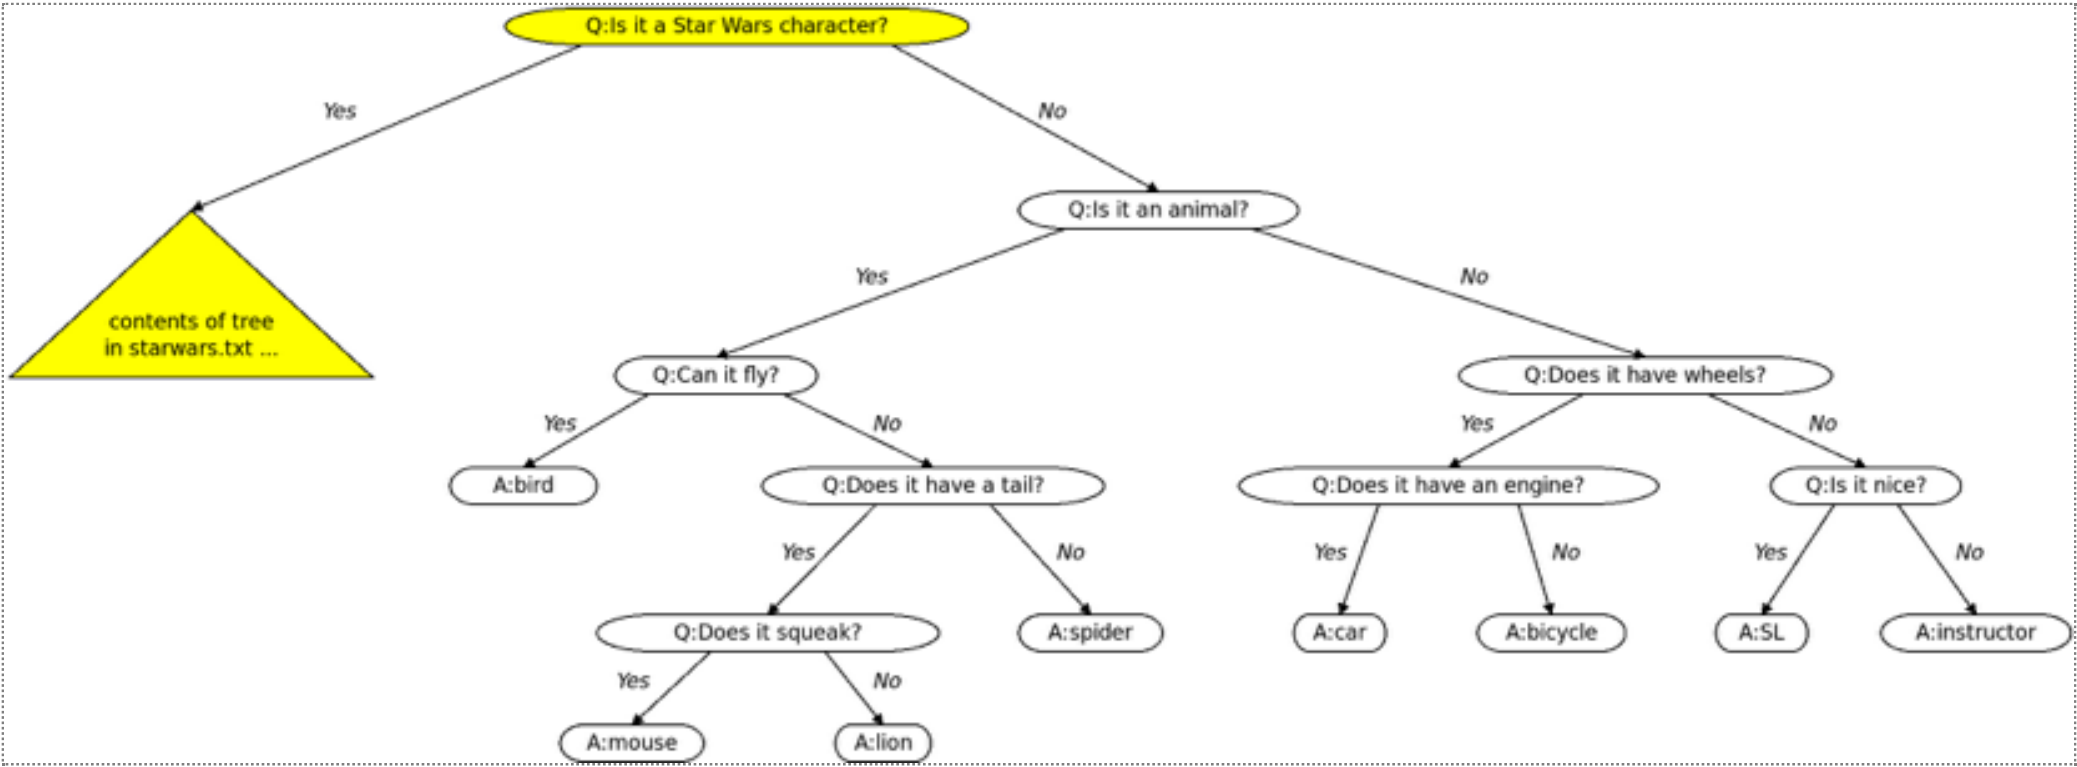 Q:Is it a Star Wars character?
Yes
No
Q:Is it an animal?
Yes
No
contents of tree
in starwars.txt ...
Q:Can it fly?
Q:Does it have wheels?
Yes
No
Yes
No
A:bird
Q:Does it have a tail?
Q:Does it have an engine?
Q:Is it nice?
Yes
No
Yes
No
Yes
No
Q:Does it squeak?
A:spider
A:car
A:bicycle
A:SL
A:instructor
Yes
No
A:mouse
A:lion